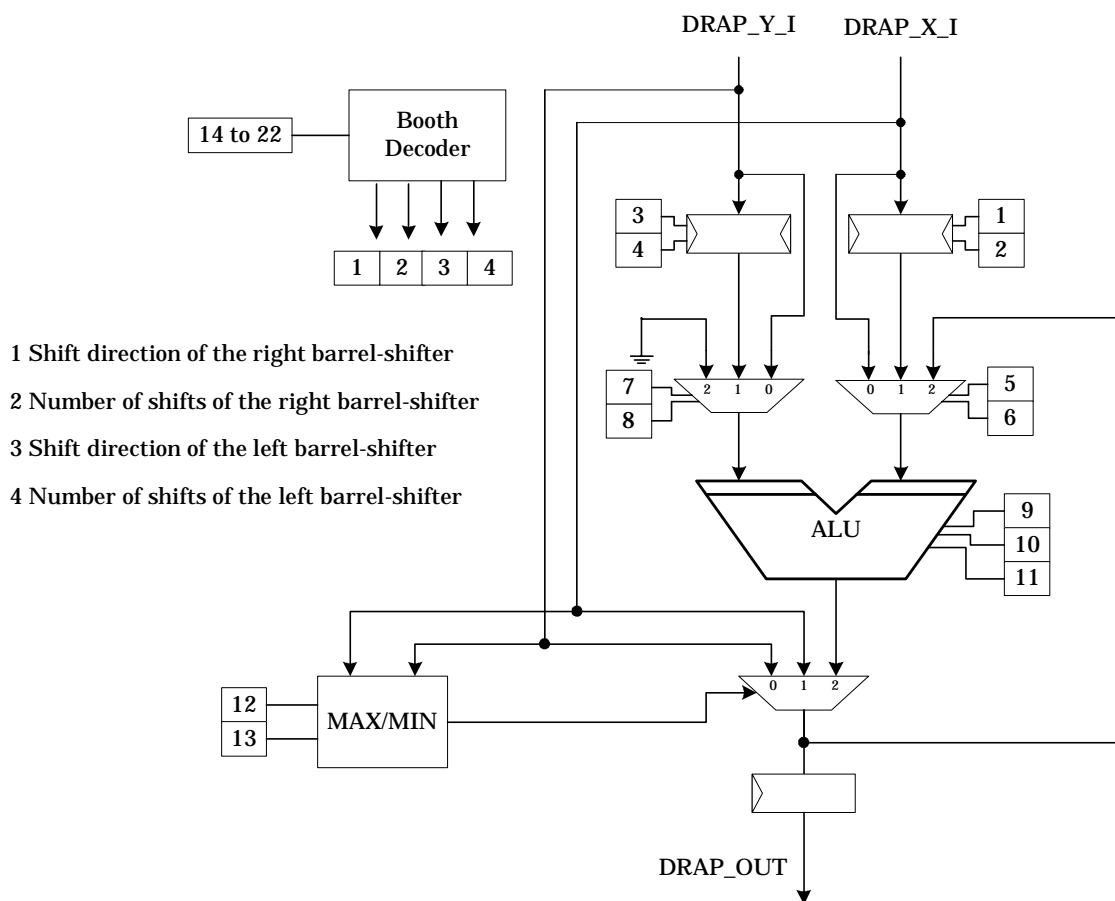 DRAP_Y_I DRAP_X_I
14 to 22
Booth
Decoder
1 2 3 4
3
4
1
2
1 Shift direction of the right barrel-shifter
2 Number of shifts of the right barrel-shifter
3 Shift direction of the left barrel-shifter
4 Number of shifts of the left barrel-shifter
2 1 0
7
8
0 1 2
5
6
ALU
9
10
11
12
13
MAX/MIN
0 1 2
DRAP_OUT